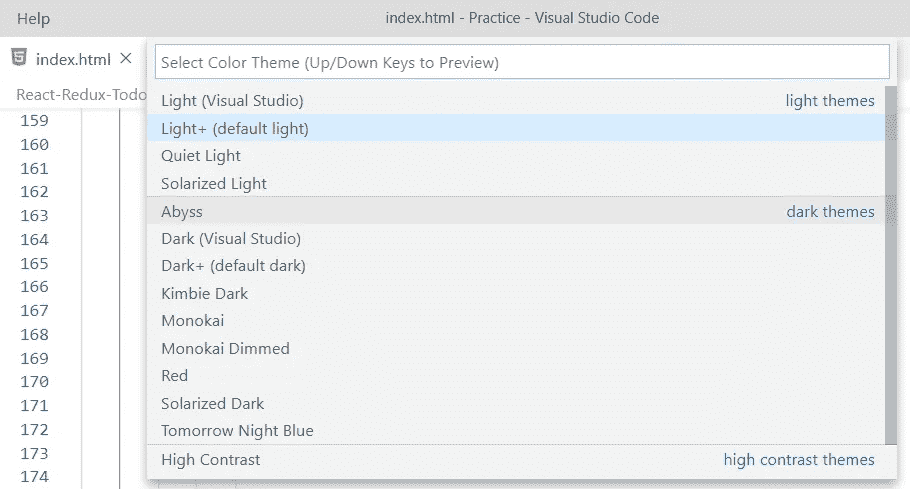 Help
index.html - Practice - Visual Studio Code
index.html
Select Color Theme (Up/Down Keys to Preview)
React-Redux-Todo
Light (Visual Studio) light themes
Light+ (default light)
Quiet Light
Solarized Light
Abyss dark themes
Dark (Visual Studio)
Dark+ (default dark)
Kimbie Dark
Monokai
Monokai Dimmed
Red
Solarized Dark
Tomorrow Night Blue
High Contrast high contrast themes
159
160
161
162
163
164
165
166
167
168
169
170
171
172
173
174